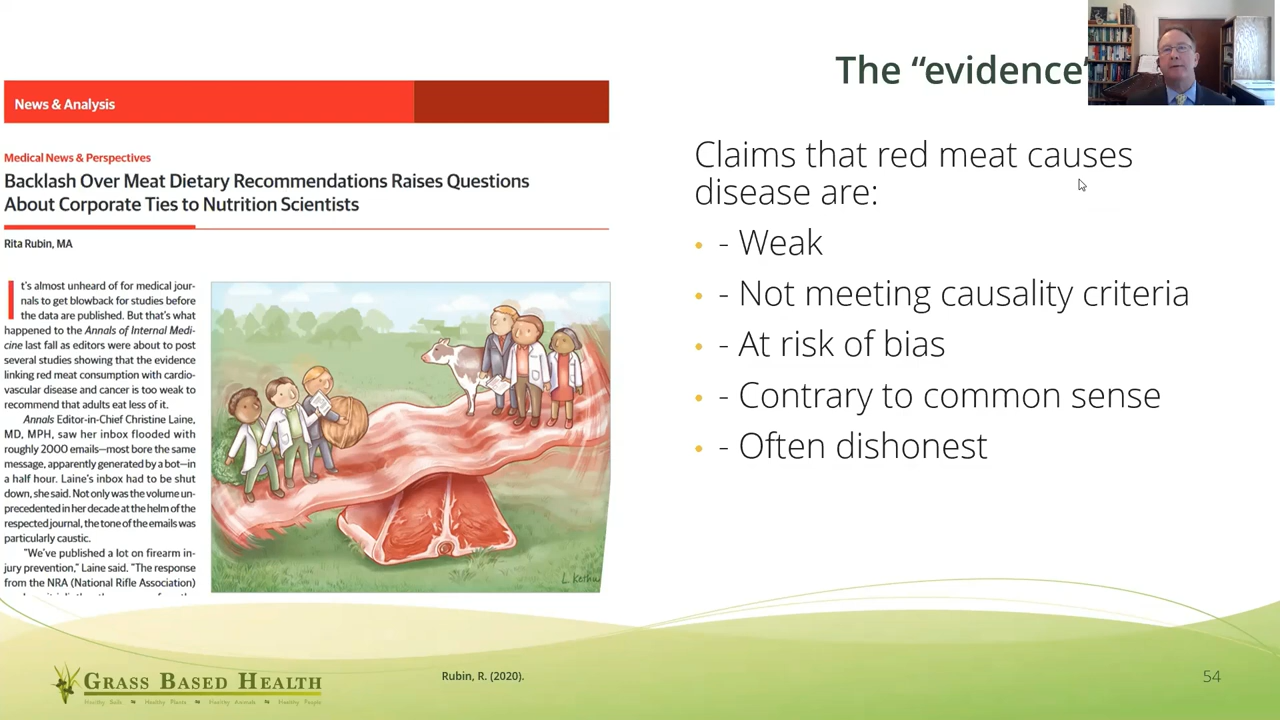 The “evidence”
News & Analysis
Medical News & Perspectives
Backlash Over Meat Dietary Recommendations Raises Questions
About Corporate Ties to Nutrition Scientists
Rita Rubin, MA
It's almost unheard of for medical jour-
nals to get blowback for studies before
the data are published. But that's what
happened to the Annals of Internal Medi-
cine last fall as editors were about to post
several studies showing that the evidence
linking red meat consumption with cardio-
vascular disease and cancer is too weak to
recommend that adults eat less of it.
Annals Editor-in-Chief Christine Laine,
MD, MPH, saw her inbox flooded with
roughly 2000 emails—most bore the same
message, apparently generated by a bot—in
a half hour. Laine's inbox had to be shut
down, she said. Not only was the volume un-
precedented in her decade at the helm of the
respected journal, the tone of the emails was
particularly caustic.
"We've published a lot on firearm in-
jury prevention," Laine said. "The response
from the NRA (National Rifle Association)
Claims that red meat causes
disease are:
• - Weak
• - Not meeting causality criteria
• - At risk of bias
• - Contrary to common sense
• - Often dishonest
GRASS BASED HEALTH
Healthy Soils Healthy Plants Healthy Animals Healthy People
Rubin, R. (2020).
54